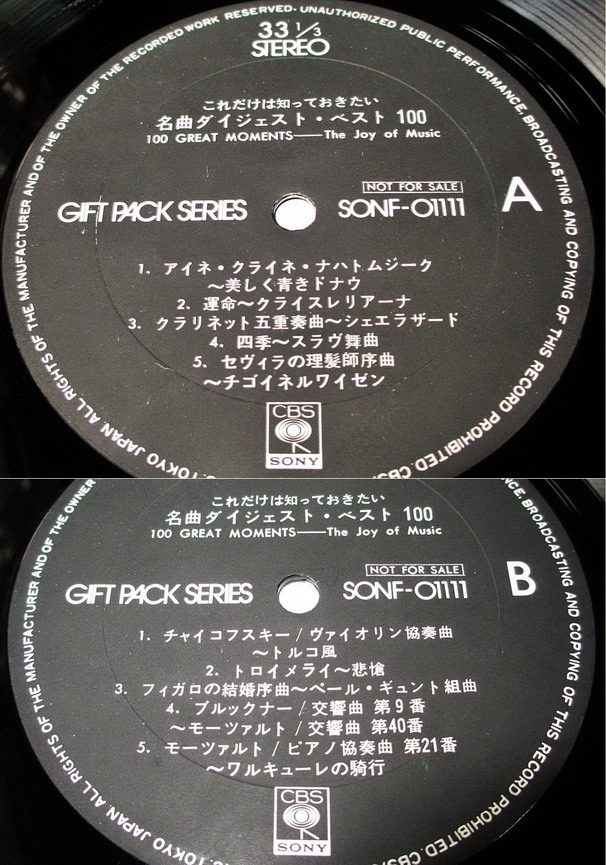 OF THE MANUFACTURER AND OF THE OWNER OF THE RECORDED WORK RESERVED · UNAUTHORIZED PUBLIC PERFORMANCE, BROADCASTING AND COPYING OF THIS RECORD PROHIBITED. TOKYO JAPAN ALL RIGHTS
33 1/3
STEREO
これだけは知っておきたい
名曲ダイジェスト・ベスト 100
100 GREAT MOMENTS──The Joy of Music
NOT FOR SALE
GIFT PACK SERIES
SONF-01111
A
1. アイネ・クライネ・ナハトムジーク
〜美しく青きドナウ
2. 運命〜クライスレリアーナ
3. クラリネット五重奏曲〜シェエラザード
4. 四季〜スラヴ舞曲
5. セヴィラの理髪師序曲
〜チゴイネルワイゼン
CBS
SONY
TOKYO JAPAN ALL RIGHTS OF THE MANUFACTURER AND OF THE OWNER
BROADCASTING AND COPYING OF THIS RECORD PROHIBITED.
これだけは知っておきたい
名曲ダイジェスト・ベスト 100
100 GREAT MOMENTS──The Joy of Music
NOT FOR SALE
GIFT PACK SERIES
SONF-01111
B
1. チャイコフスキー / ヴァイオリン協奏曲
〜トルコ風
2. トロイメライ〜悲愴
3. フィガロの結婚序曲〜ペール・ギュント組曲
4. ブルックナー / 交響曲 第9番
〜モーツァルト / 交響曲 第40番
5. モーツァルト / ピアノ協奏曲 第21番
〜ワルキューレの騎行
CBS
SONY